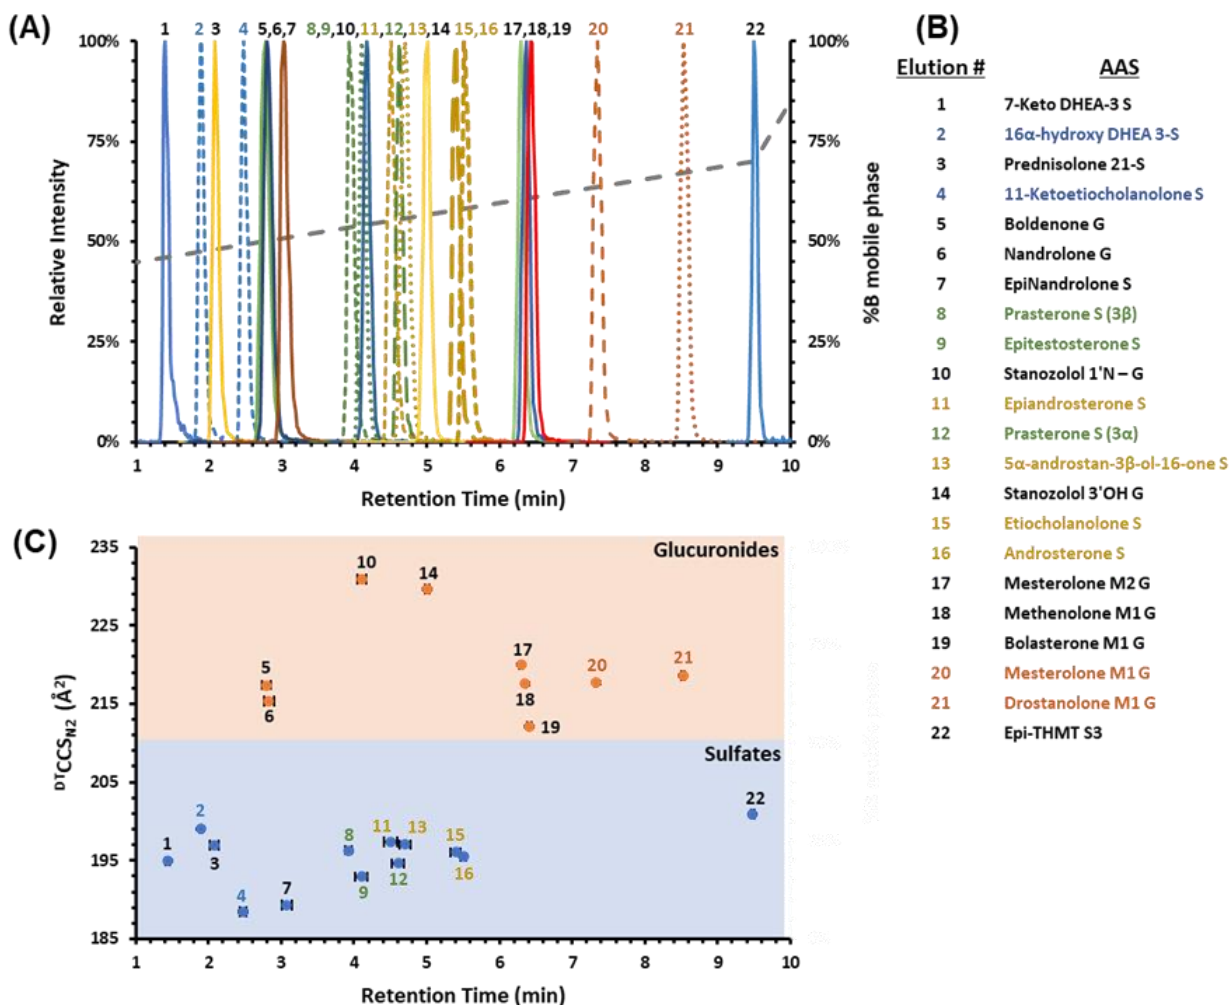 (A)
1 2 3 4 5,6,7 8,9,10,11,12,13,14 15,16 17,18,19 20 21 22
100%
75%
50%
25%
0%
Relative Intensity
100%
75%
50%
25%
0%
%B mobile phase
1 2 3 4 5 6 7 8 9 10
Retention Time (min)
(B)
Elution # AAS
1 7-Keto DHEA-3 S
2 16α-hydroxy DHEA 3-S
3 Prednisolone 21-S
4 11-Ketoetiocholanolone S
5 Boldenone G
6 Nandrolone G
7 EpiNandrolone S
8 Prasterone S (3β)
9 Epitestosterone S
10 Stanozolol 1'N – G
11 Epiandrosterone S
12 Prasterone S (3α)
13 5α-androstan-3β-ol-16-one S
14 Stanozolol 3'OH G
15 Etiocholanolone S
16 Androsterone S
17 Mesterolone M2 G
18 Methenolone M1 G
19 Bolasterone M1 G
20 Mesterolone M1 G
21 Drostanolone M1 G
22 Epi-THMT S3
(C)
235
225
215
205
195
185
DTCCSN2 (Å²)
Glucuronides
10
14
5
6
17
18
19
20
21
Sulfates
1
2
3
4
7
8
9
11
12
13
15
16
22
1 2 3 4 5 6 7 8 9 10
Retention Time (min)